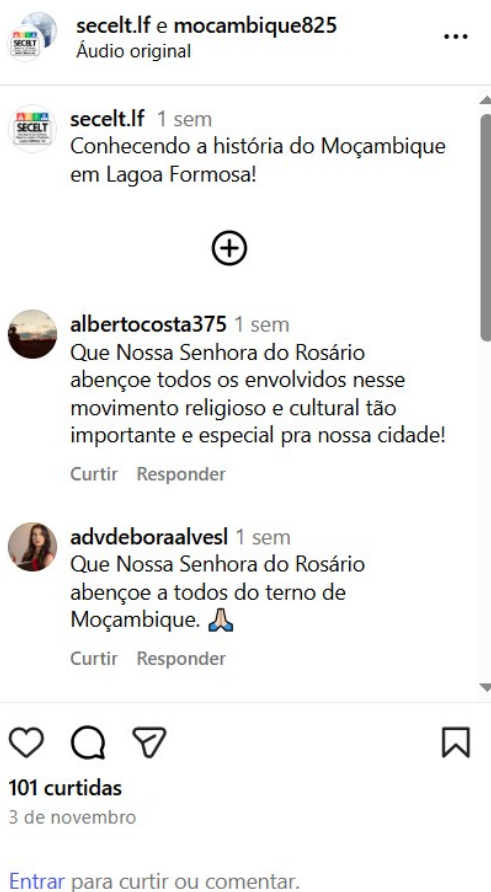 secelt.lf e mocambique825
Áudio original
SECELT
secelt.lf 1 sem
Conhecendo a história do Moçambique
em Lagoa Formosa!
albertocosta375 1 sem
Que Nossa Senhora do Rosário
abençoe todos os envolvidos nesse
movimento religioso e cultural tão
importante e especial pra nossa cidade!
Curtir Responder
advdeboraalvesl 1 sem
Que Nossa Senhora do Rosário
abençoe a todos do terno de
Moçambique. 🙏
Curtir Responder
101 curtidas
3 de novembro
Entrar para curtir ou comentar.